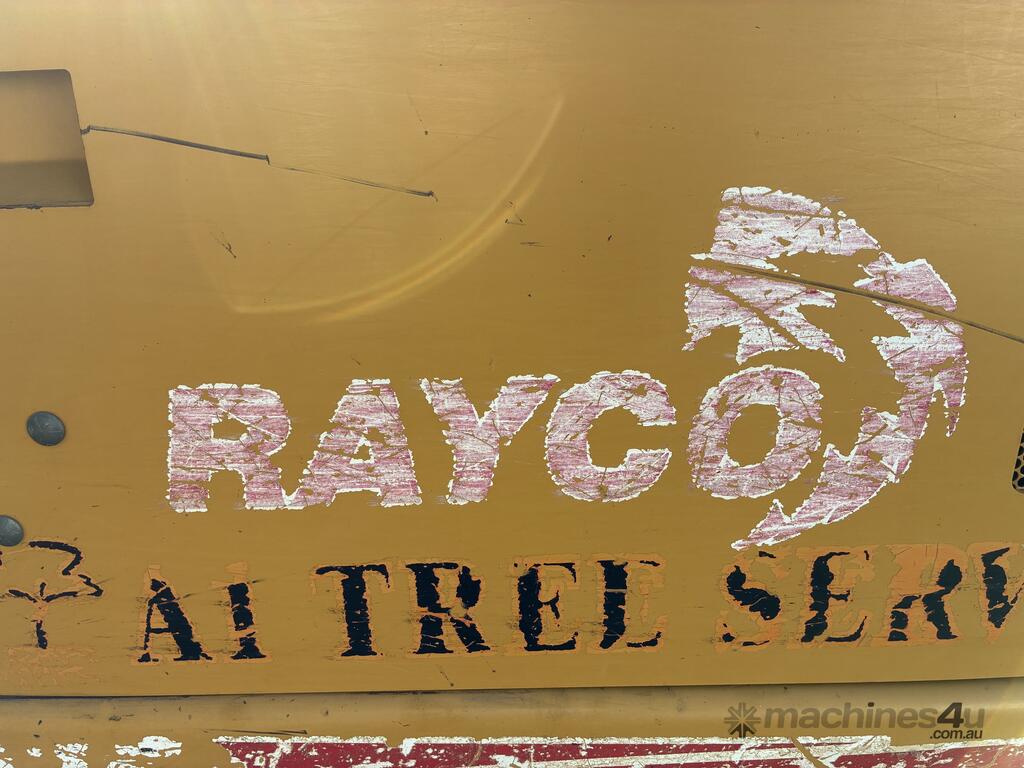 RAYCO
A1 TREE SERV
machines4u
.com.au